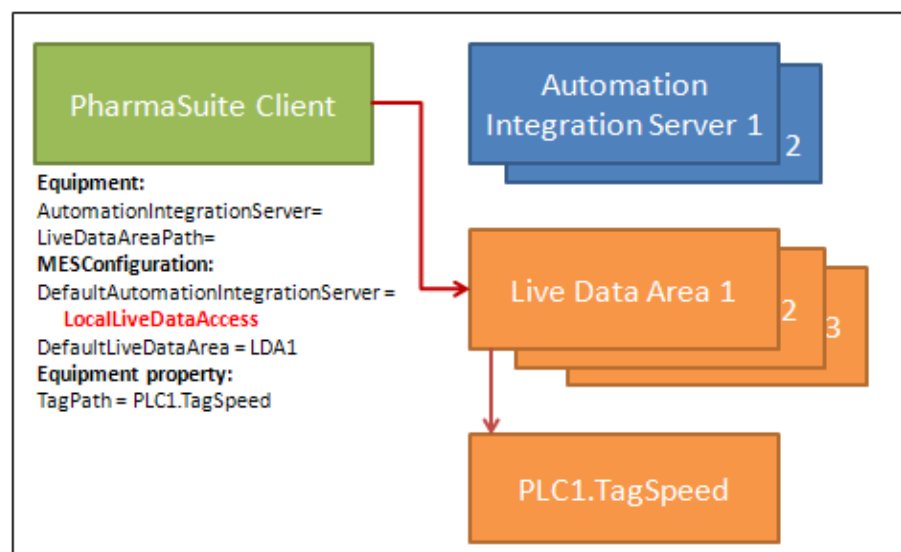 PharmaSuite Client
Automation
Integration Server 1
2
Equipment:
AutomationIntegrationServer=
LiveDataAreaPath=
MESConfiguration:
DefaultAutomationIntegrationServer =
LocalLiveDataAccess
DefaultLiveDataArea = LDA1
Equipment property:
TagPath = PLC1.TagSpeed
Live Data Area 1
2
3
PLC1.TagSpeed